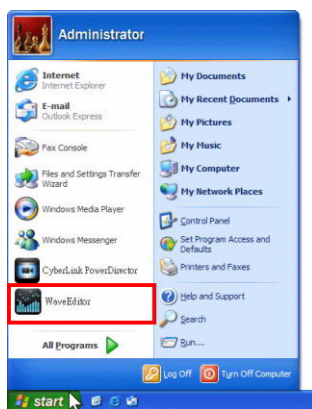 Administrator
Internet
Internet Explorer
E-mail
Outlook Express
Fax Console
Files and Settings Transfer
Wizard
Windows Media Player
Windows Messenger
CyberLink PowerDirector
WaveEditor
All Programs
My Documents
My Recent Documents
My Pictures
My Music
My Computer
My Network Places
Control Panel
Set Program Access and
Defaults
Printers and Faxes
Help and Support
Search
Run...
Log Off
Turn Off Computer
start